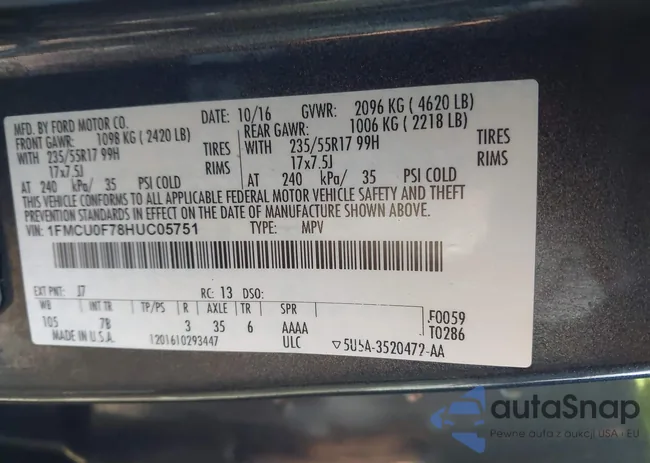 MFD. BY FORD MOTOR CO.
DATE: 10/16 GVWR: 2096 KG (4620 LB)
FRONT GAWR: 1098 KG (2420 LB) REAR GAWR: 1006 KG (2218 LB)
WITH 235/55R17 99H TIRES WITH 235/55R17 99H TIRES
17x7.5J RIMS 17x7.5J RIMS
AT 240 kPa/ 35 PSI COLD AT 240 kPa/ 35 PSI COLD
THIS VEHICLE CONFORMS TO ALL APPLICABLE FEDERAL MOTOR VEHICLE SAFETY AND THEFT
PREVENTION STANDARDS IN EFFECT ON THE DATE OF MANUFACTURE SHOWN ABOVE.
VIN: 1FMCU0F78HUC05751 TYPE: MPV
EXT PNT: J7 RC: 13 DSO:
WB INT TR TP/PS R AXLE TR SPR
105 7B 3 35 6 AAAA
F0059
T0286
MADE IN U.S.A. 1201610293447 ULC ▽5U5A-3520472-AA
autaSnap
Pewne auta z aukcji USA i EU